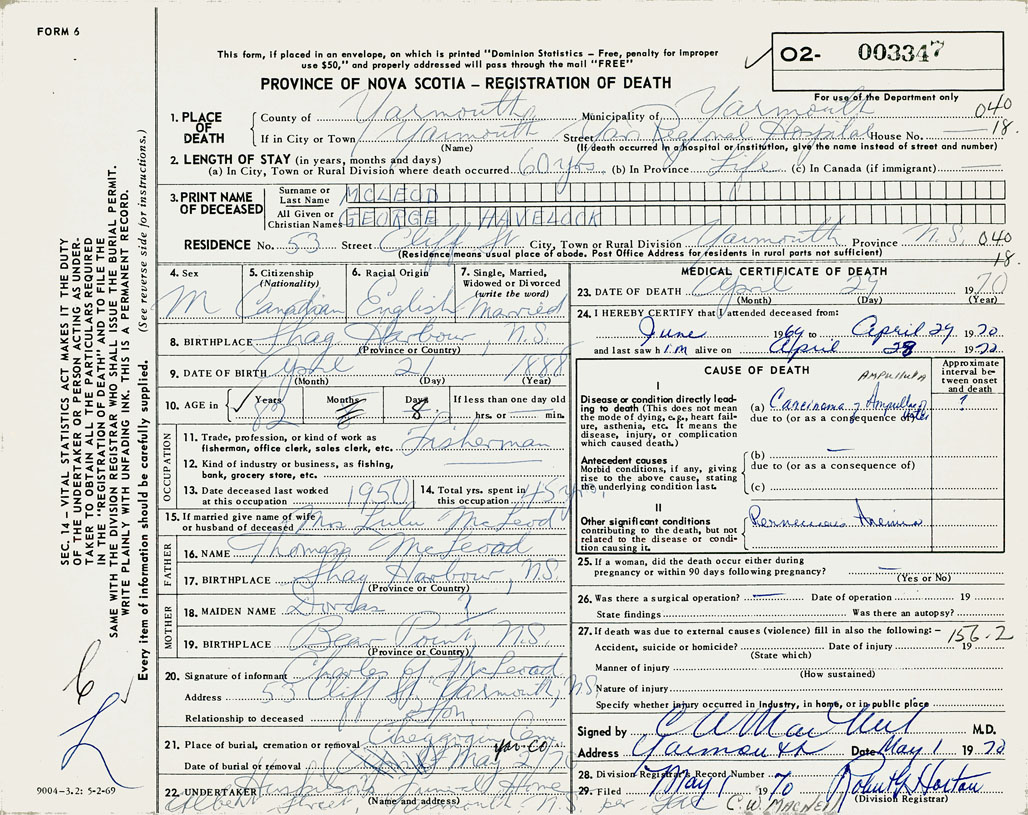 FORM 6
This form, if placed in an envelope, on which is printed "Dominion Statistics – Free, penalty for improper
use $50," and properly addressed will pass through the mail "FREE"
PROVINCE OF NOVA SCOTIA – REGISTRATION OF DEATH
O2- 003347
For use of the Department only
1. PLACE OF DEATH
County of Yarmouth Municipality of Yarmouth 040
If in City or Town Yarmouth Street Yar Regional Hospital House No. — 18.
(Name) (If death occurred in a hospital or institution, give the name instead of street and number)
2. LENGTH OF STAY (in years, months and days)
(a) In City, Town or Rural Division where death occurred 60 yrs (b) In Province Life (c) In Canada (if immigrant) —
3. PRINT NAME OF DECEASED
Surname or Last Name MCLEOD
All Given or Christian Names GEORGE HAVELOCK
RESIDENCE No. 53 Street Cliff St City, Town or Rural Division Yarmouth Province N.S. 040
(Residence means usual place of abode. Post Office Address for residents in rural parts not sufficient) 18.
4. Sex M
5. Citizenship (Nationality) Canadian
6. Racial Origin English
7. Single, Married, Widowed or Divorced (write the word) Married
8. BIRTHPLACE Shag Harbour, N.S.
(Province or Country)
9. DATE OF BIRTH April 21 1888
(Month) (Day) (Year)
10. AGE in Years 82 Months Days 8. If less than one day old
hrs. or min.
OCCUPATION
11. Trade, profession, or kind of work as
fisherman, office clerk, sales clerk, etc. Fisherman
12. Kind of industry or business, as fishing,
bank, grocery store, etc. —
13. Date deceased last worked
at this occupation 1950
14. Total yrs. spent in
this occupation 45 yrs.
15. If married give name of wife
or husband of deceased Mrs Lulu McLeod
FATHER
16. NAME Thomas McLeod
17. BIRTHPLACE Shag Harbour, N.S.
(Province or Country)
MOTHER
18. MAIDEN NAME Dorcas ?
19. BIRTHPLACE Bear Point, N.S.
(Province or Country)
20. Signature of informant Charles G. McLeod
Address 53 Cliff St. Yarmouth, N.S.
Relationship to deceased Son
21. Place of burial, cremation or removal Cem Yar. Co.
Date of burial or removal May 2/70
22. UNDERTAKER Funeral Home
(Name and address)
Street Yarmouth N.S. per
MEDICAL CERTIFICATE OF DEATH
23. DATE OF DEATH April 29 1970
(Month) (Day) (Year)
24. I HEREBY CERTIFY that I attended deceased from:
June 1969 to April 29 1970
and last saw h im alive on April 28 1970
CAUSE OF DEATH
AMPULLULA
Approximate interval between onset and death
I
Disease or condition directly leading
to death (This does not mean
the mode of dying, e.g., heart failure,
asthenia, etc. It means the
disease, injury, or complication
which caused death.)
(a) Carcinoma of Ampulla of Vater ?
due to (or as a consequence of)
Antecedent causes
Morbid conditions, if any, giving
rise to the above cause, stating
the underlying condition last.
(b) —
due to (or as a consequence of)
(c)
II
Other significant conditions
contributing to the death, but not
related to the disease or condition
causing it.
Pernicious Anemia
25. If a woman, did the death occur either during
pregnancy or within 90 days following pregnancy? —
(Yes or No)
26. Was there a surgical operation? — Date of operation 19
State findings Was there an autopsy?
27. If death was due to external causes (violence) fill in also the following: – 156.2
Accident, suicide or homicide? Date of injury 19
(State which)
Manner of injury
(How sustained)
Nature of injury
Specify whether injury occurred in industry, in home, or in public place
Signed by C W MacNeil M.D.
Address Yarmouth Date May 1 1970
28. Division Registrar's Record Number
29. Filed May 1 1970 Robert G Horton
(Division Registrar)
C.W. MACNEIL
SEC. 14 – VITAL STATISTICS ACT MAKES IT THE DUTY
OF THE UNDERTAKER OR PERSON ACTING AS UNDER-
TAKER TO OBTAIN ALL THE PARTICULARS REQUIRED
IN THE "REGISTRATION OF DEATH" AND TO FILE THE
SAME WITH THE DIVISION REGISTRAR WHO SHALL ISSUE THE BURIAL PERMIT.
WRITE PLAINLY WITH UNFADING INK. THIS IS A PERMANENT RECORD.
Every item of information should be carefully supplied. (See reverse side for instructions.)
9004-3.2: 5-2-69